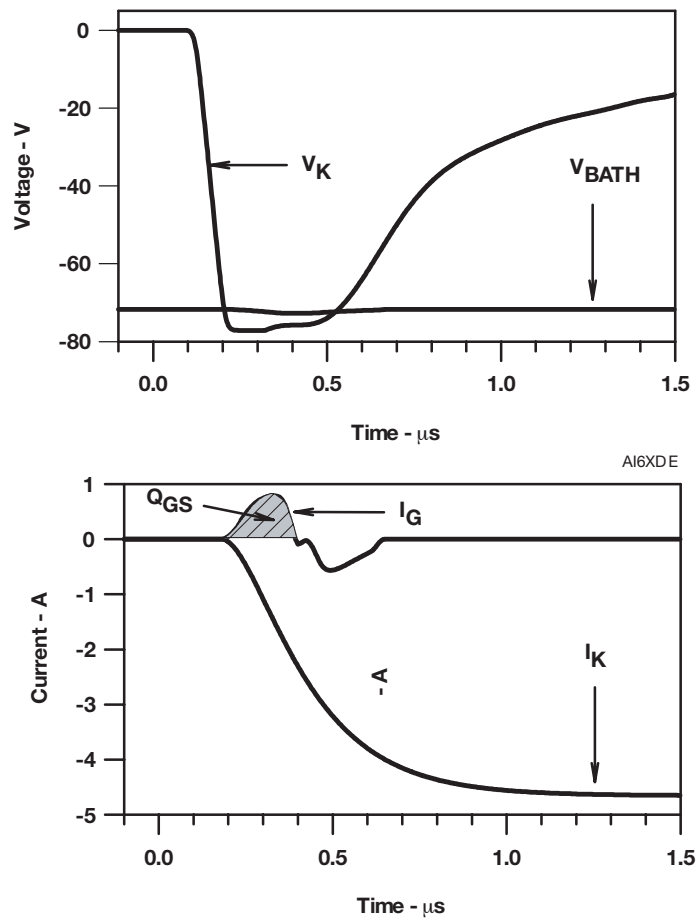 0
-20
-40
-60
-80
Voltage - V
V_K
V_BATH
0.0 0.5 1.0 1.5
Time - μs
AI6XDE
1
0
-1
-2
-3
-4
-5
Current - A
Q_GS
I_G
- A
I_K
0.0 0.5 1.0 1.5
Time - μs